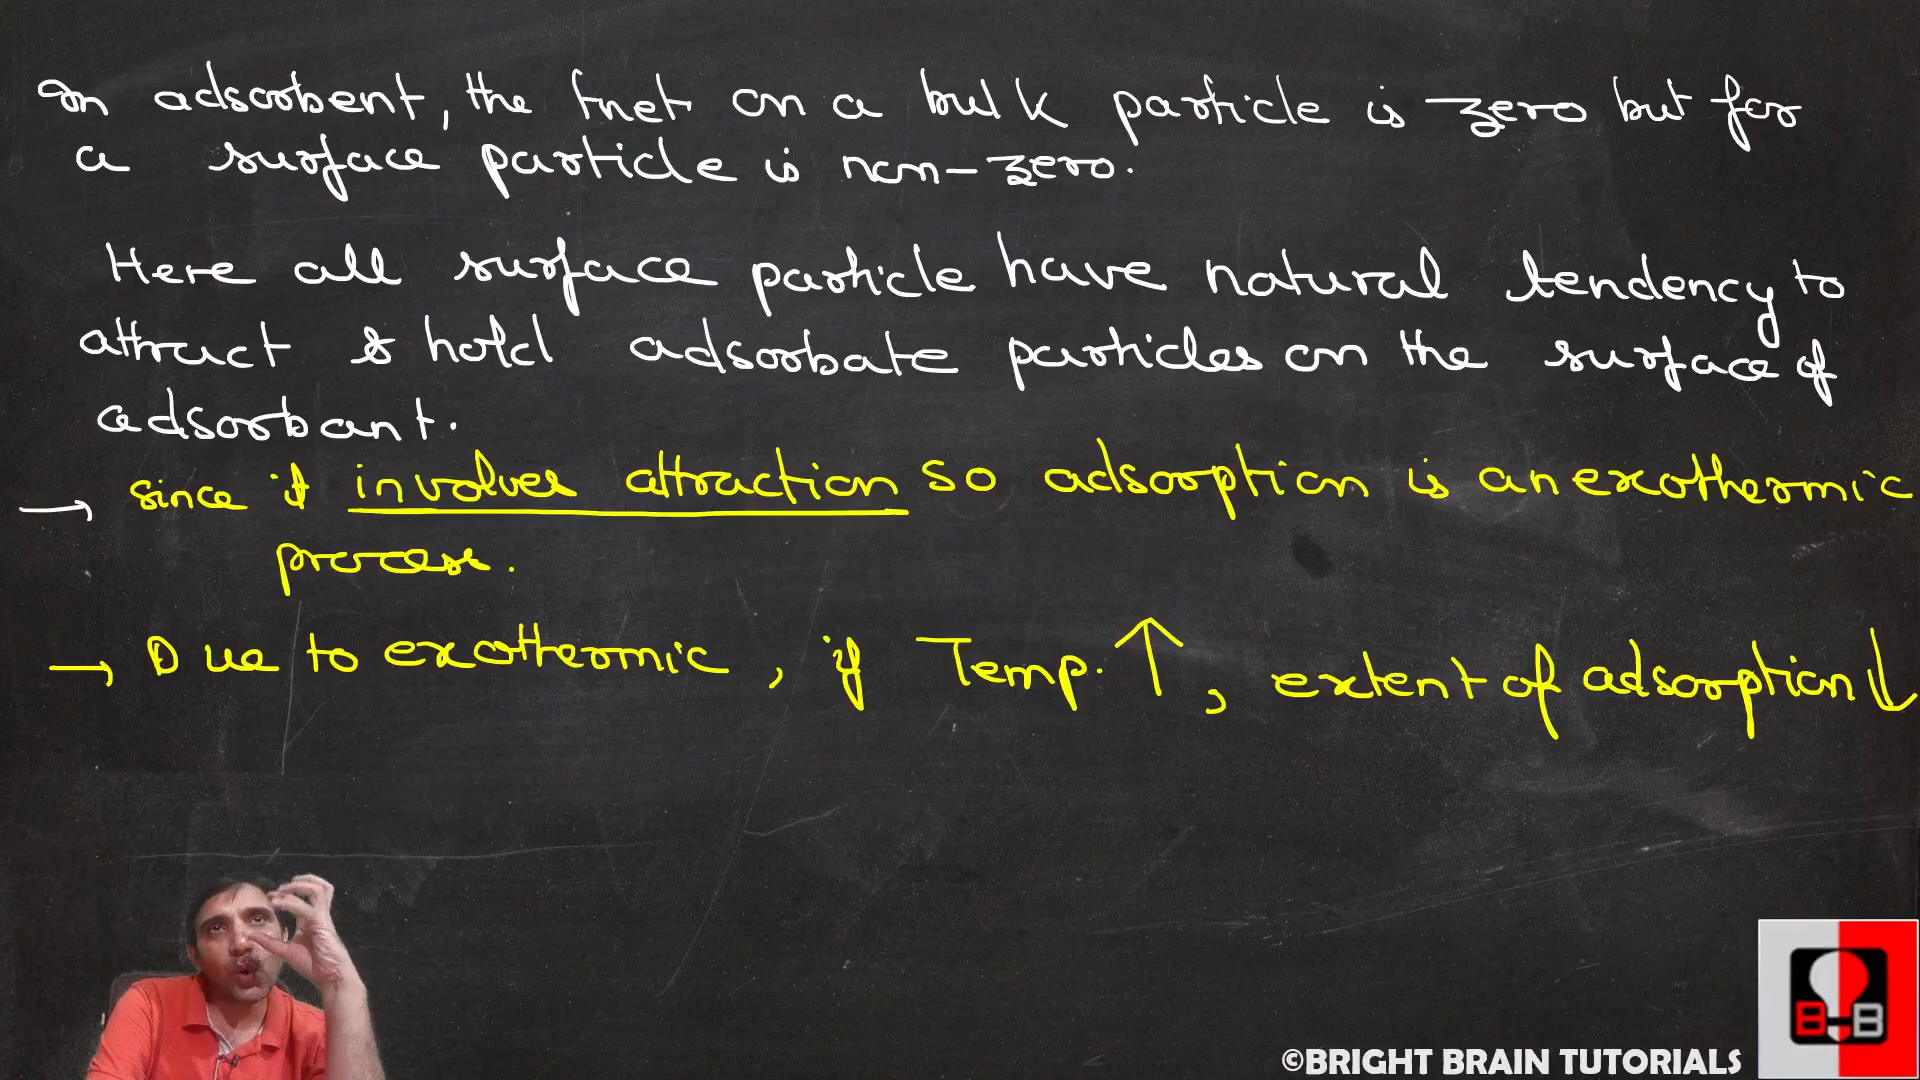 In adsorbent, the fnet on a bulk particle is zero but for
a surface particle is non-zero.
Here all surface particle have natural tendency to
attract & hold adsorbate particles on the surface of
adsorbant.
→ since it involves attraction so adsorption is an exothermic
process.
→ Due to exothermic, if Temp. ↑, extent of adsorption ↓
B B
©BRIGHT BRAIN TUTORIALS